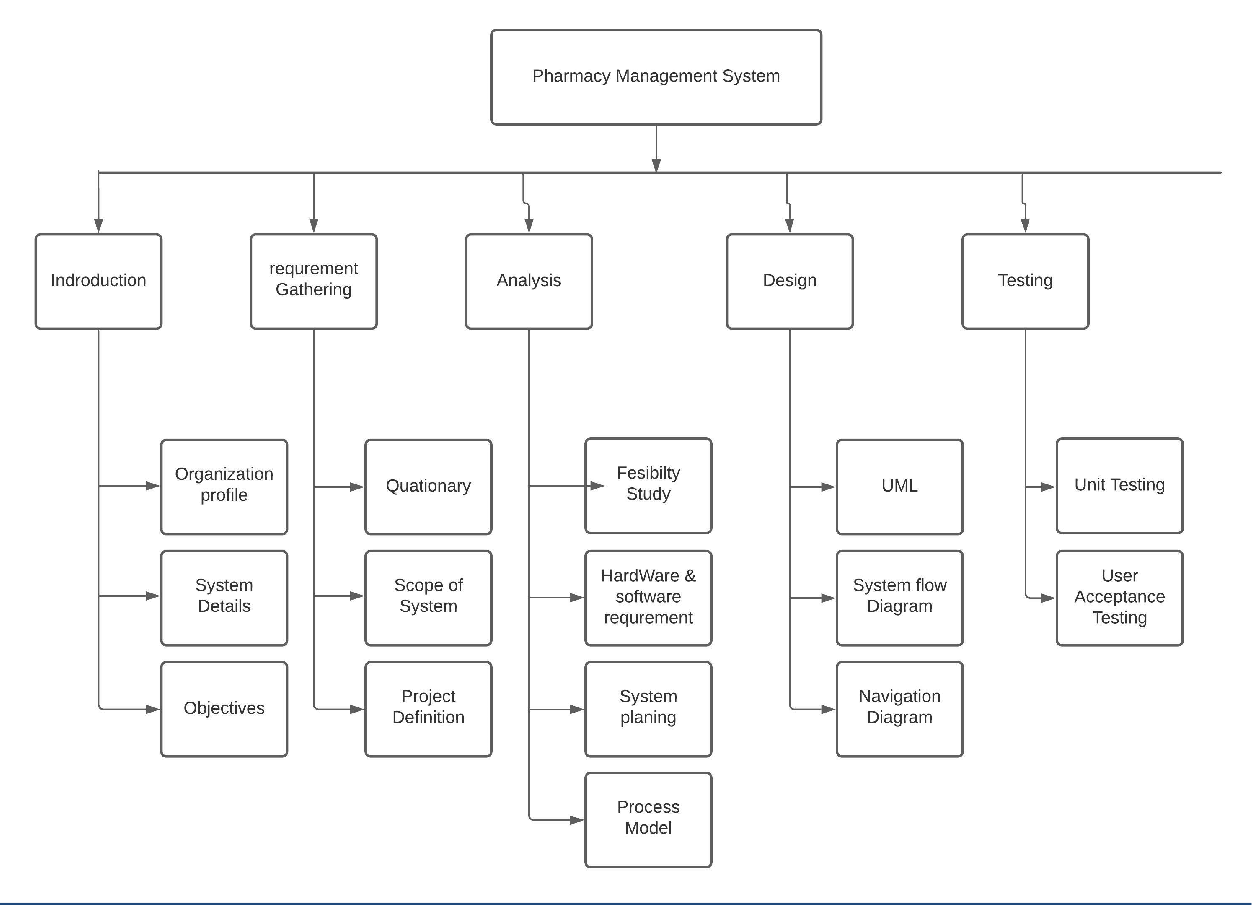 Pharmacy Management System
Indroduction
requrement
Gathering
Analysis
Design
Testing
Organization
profile
System
Details
Objectives
Quationary
Scope of
System
Project
Definition
Fesibilty
Study
HardWare &
software
requrement
System
planing
Process
Model
UML
System flow
Diagram
Navigation
Diagram
Unit Testing
User
Acceptance
Testing